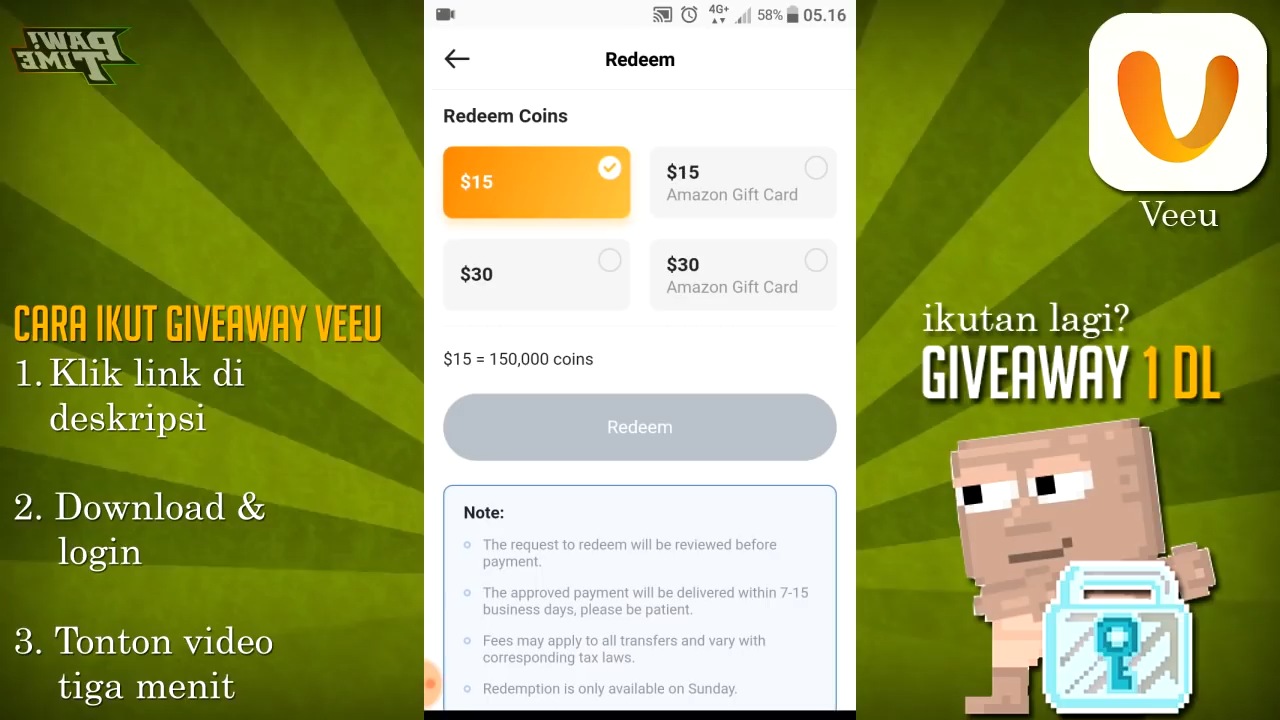 PAW!
TIME
CARA IKUT GIVEAWAY VEEU
1. Klik link di
deskripsi
2. Download &
login
3. Tonton video
tiga menit
4G+
58%
05.16
Redeem
Redeem Coins
$15
$15
Amazon Gift Card
$30
$30
Amazon Gift Card
$15 = 150,000 coins
Redeem
Note:
The request to redeem will be reviewed before
payment.
The approved payment will be delivered within 7-15
business days, please be patient.
Fees may apply to all transfers and vary with
corresponding tax laws.
Redemption is only available on Sunday.
Veeu
ikutan lagi?
GIVEAWAY 1 DL